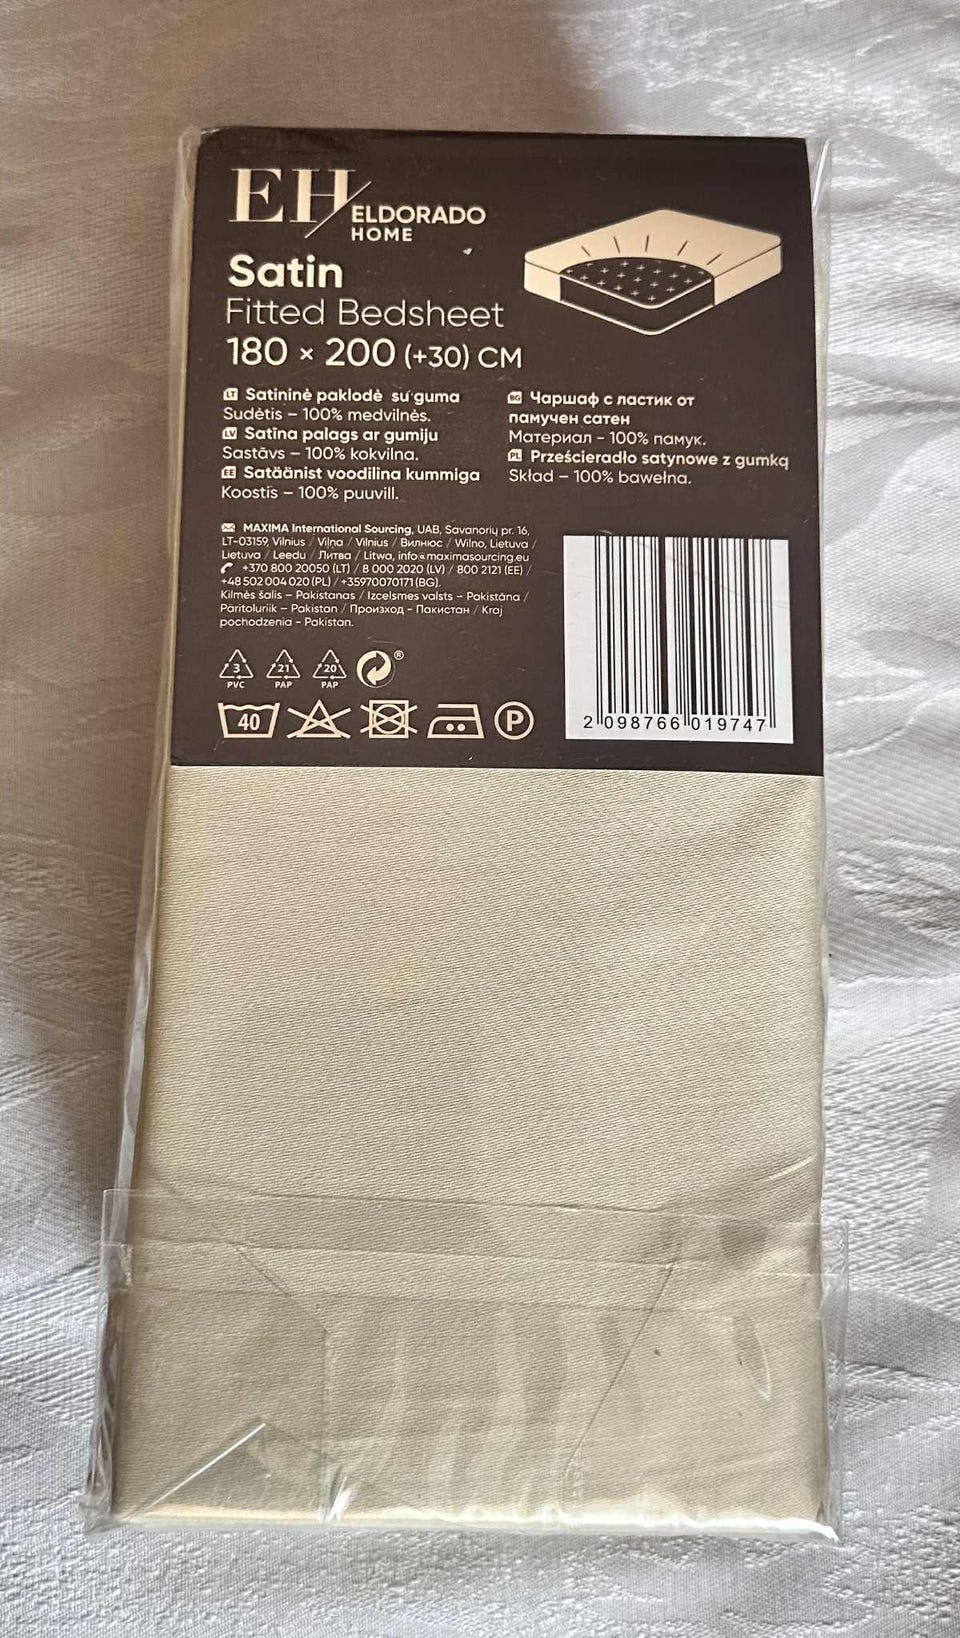 EH ELDORADO
HOME
Satin
Fitted Bedsheet
180 × 200 (+30) CM
LT Satininė paklodė su guma
Sudėtis – 100% medvilnės.
LV Satīna palags ar gumiju
Sastāvs – 100% kokvilna.
EE Satäänist voodilina kummiga
Koostis – 100% puuvill.
BG Чаршаф с ластик от
памучен сатен
Материал - 100% памук.
PL Prześcieradło satynowe z gumką
Skład – 100% bawełna.
MAXIMA International Sourcing, UAB, Savanorių pr. 16,
LT-03159, Vilnius / Viļņa / Vilnius / Вилнюс / Wilno, Lietuva /
Lietuva / Leedu / Литва / Litwa, info@maximasourcing.eu
+370 800 20050 (LT) / 8 000 2020 (LV) / 800 2121 (EE) /
+48 502 004 020 (PL) / +35970070171 (BG).
Kilmės šalis – Pakistanas / Izcelsmes valsts – Pakistāna /
Päritoluriik – Pakistan / Произход - Пакистан / Kraj
pochodzenia - Pakistan.
3 21 20 ®
PVC PAP PAP
40 P
2 098766 019747